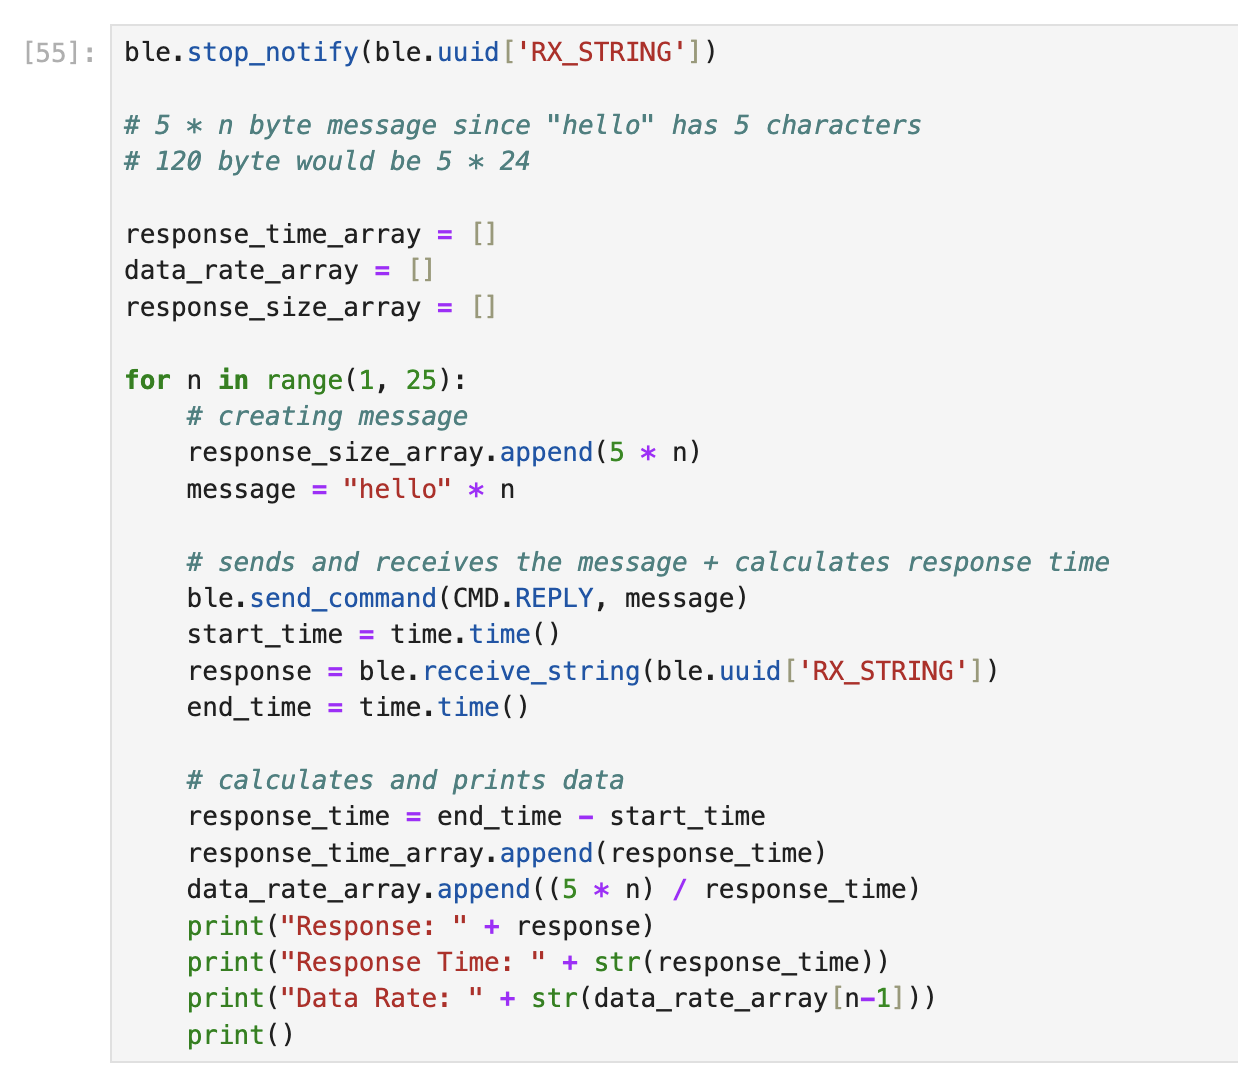 [55]:
ble.stop_notify(ble.uuid['RX_STRING'])
# 5 * n byte message since "hello" has 5 characters
# 120 byte would be 5 * 24
response_time_array = []
data_rate_array = []
response_size_array = []
for n in range(1, 25):
    # creating message
    response_size_array.append(5 * n)
    message = "hello" * n
    # sends and receives the message + calculates response time
    ble.send_command(CMD.REPLY, message)
    start_time = time.time()
    response = ble.receive_string(ble.uuid['RX_STRING'])
    end_time = time.time()
    # calculates and prints data
    response_time = end_time - start_time
    response_time_array.append(response_time)
    data_rate_array.append((5 * n) / response_time)
    print("Response: " + response)
    print("Response Time: " + str(response_time))
    print("Data Rate: " + str(data_rate_array[n-1]))
    print()